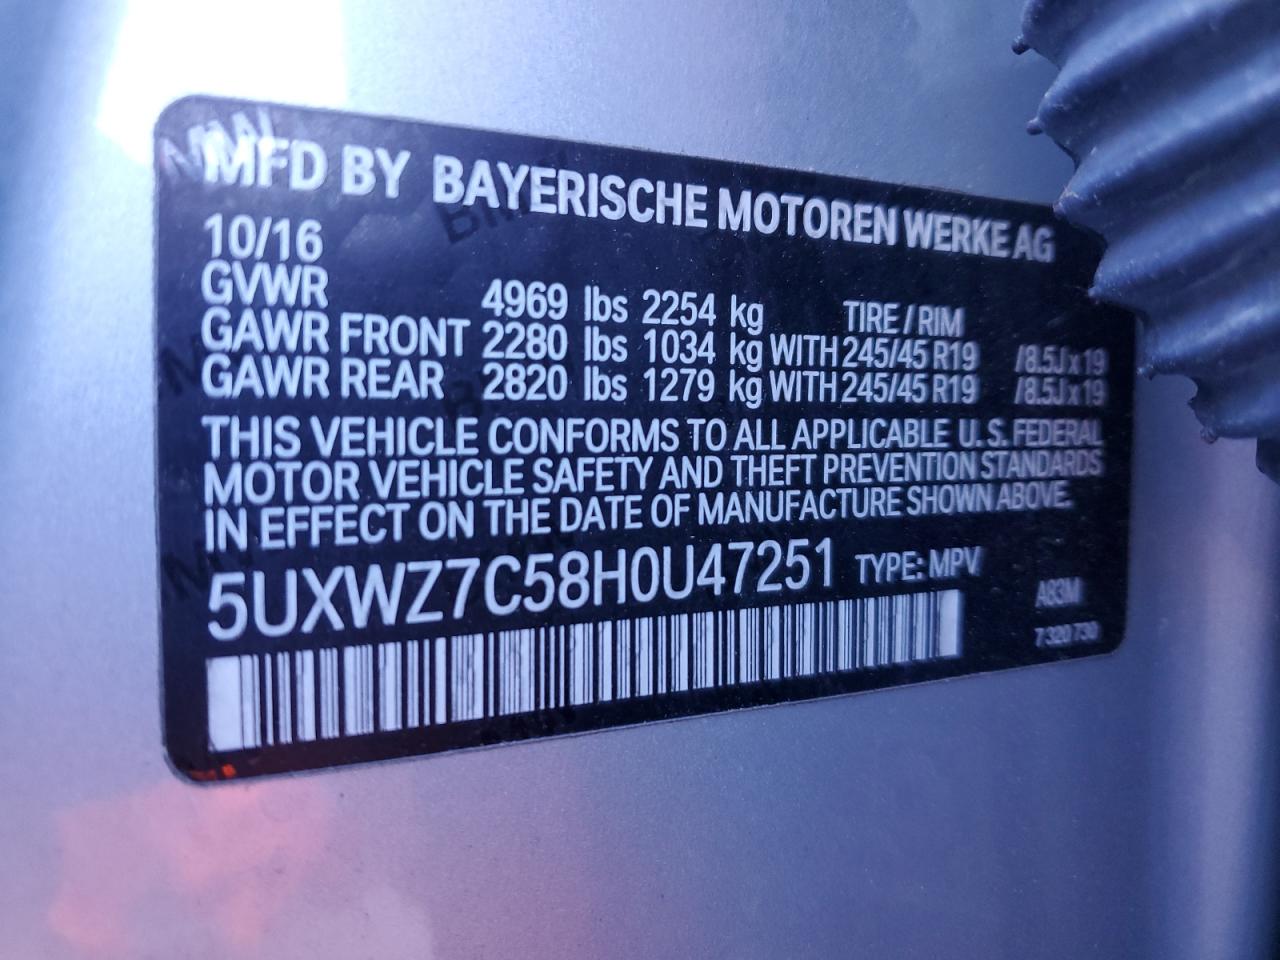 MFD BY BAYERISCHE MOTOREN WERKE AG
10/16
GVWR 4969 lbs 2254 kg TIRE / RIM
GAWR FRONT 2280 lbs 1034 kg WITH 245/45 R19 /8.5J x 19
GAWR REAR 2820 lbs 1279 kg WITH 245/45 R19 /8.5J x 19
THIS VEHICLE CONFORMS TO ALL APPLICABLE U.S. FEDERAL
MOTOR VEHICLE SAFETY AND THEFT PREVENTION STANDARDS
IN EFFECT ON THE DATE OF MANUFACTURE SHOWN ABOVE.
5UXWZ7C58H0U47251 TYPE: MPV
A83M
7 320 730